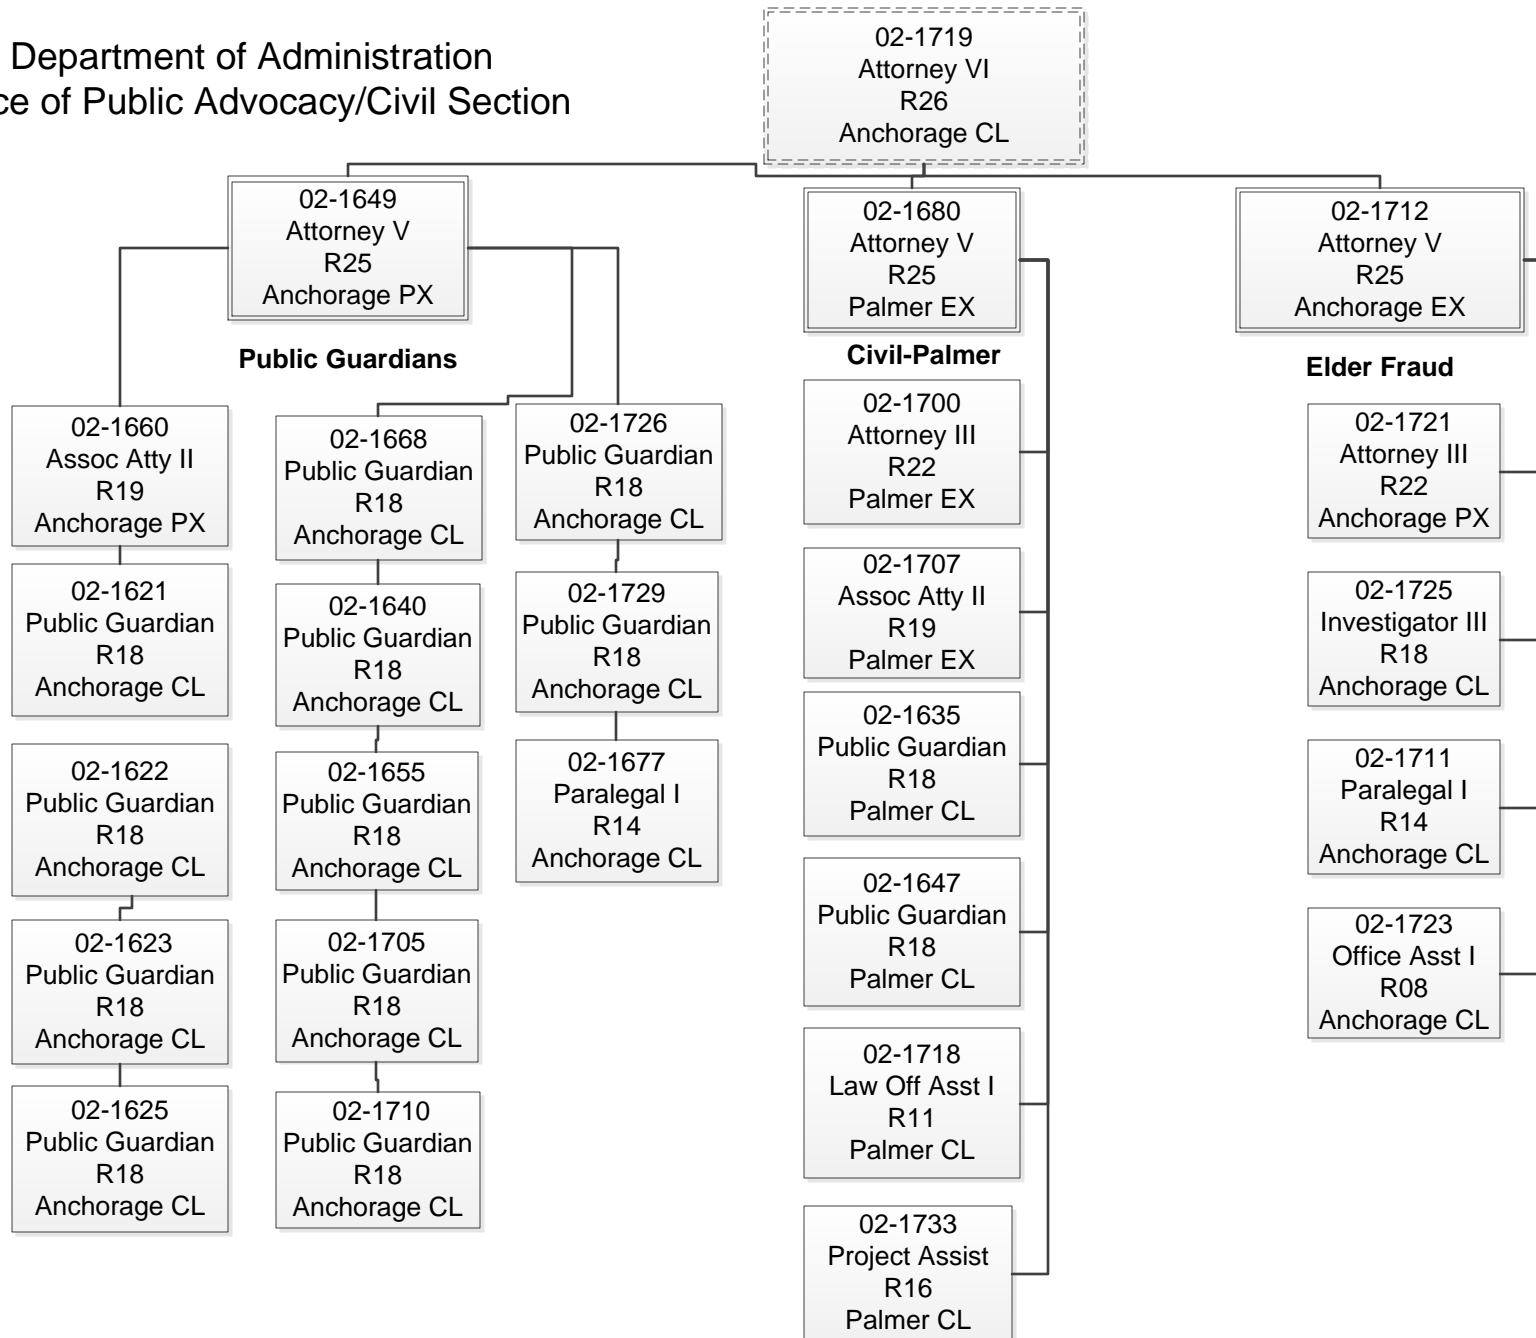 Department of Administration
ce of Public Advocacy/Civil Section
02-1719
Attorney VI
R26
Anchorage CL
02-1649
Attorney V
R25
Anchorage PX
02-1680
Attorney V
R25
Palmer EX
02-1712
Attorney V
R25
Anchorage EX
Public Guardians
02-1660
Assoc Atty II
R19
Anchorage PX
02-1621
Public Guardian
R18
Anchorage CL
02-1622
Public Guardian
R18
Anchorage CL
02-1623
Public Guardian
R18
Anchorage CL
02-1625
Public Guardian
R18
Anchorage CL
02-1668
Public Guardian
R18
Anchorage CL
02-1640
Public Guardian
R18
Anchorage CL
02-1655
Public Guardian
R18
Anchorage CL
02-1705
Public Guardian
R18
Anchorage CL
02-1710
Public Guardian
R18
Anchorage CL
02-1726
Public Guardian
R18
Anchorage CL
02-1729
Public Guardian
R18
Anchorage CL
02-1677
Paralegal I
R14
Anchorage CL
Civil-Palmer
02-1700
Attorney III
R22
Palmer EX
02-1707
Assoc Atty II
R19
Palmer EX
02-1635
Public Guardian
R18
Palmer CL
02-1647
Public Guardian
R18
Palmer CL
02-1718
Law Off Asst I
R11
Palmer CL
02-1733
Project Assist
R16
Palmer CL
Elder Fraud
02-1721
Attorney III
R22
Anchorage PX
02-1725
Investigator III
R18
Anchorage CL
02-1711
Paralegal I
R14
Anchorage CL
02-1723
Office Asst I
R08
Anchorage CL